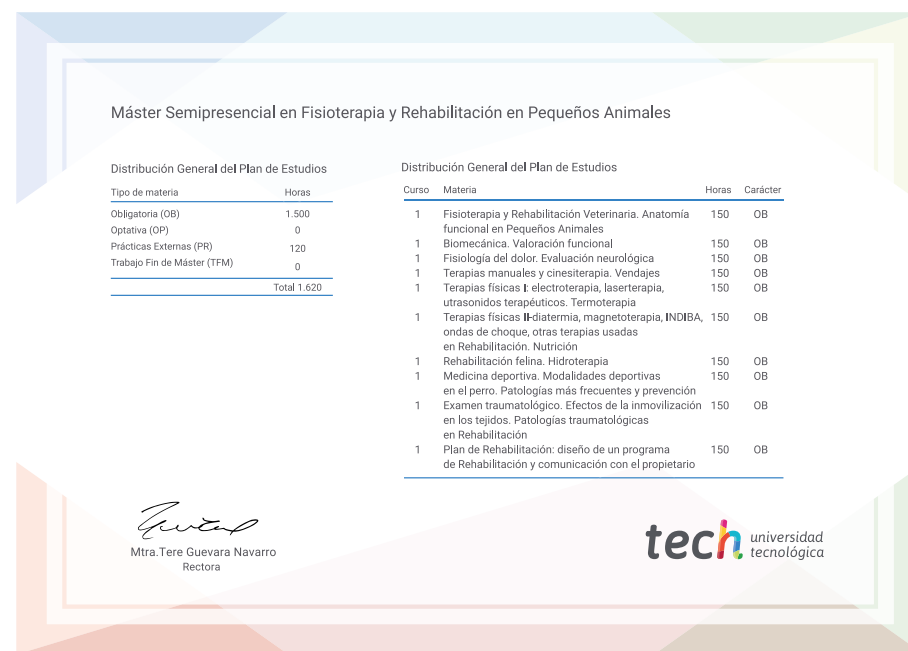 Máster Semipresencial en Fisioterapia y Rehabilitación en Pequeños Animales
Distribución General del Plan de Estudios
Tipo de materia Horas
Obligatoria (OB) 1.500
Optativa (OP) 0
Prácticas Externas (PR) 120
Trabajo Fin de Máster (TFM) 0
Total 1.620
Distribución General del Plan de Estudios
Curso Materia Horas Carácter
1 Fisioterapia y Rehabilitación Veterinaria. Anatomía 150 OB
funcional en Pequeños Animales
1 Biomecánica. Valoración funcional 150 OB
1 Fisiología del dolor. Evaluación neurológica 150 OB
1 Terapias manuales y cinesiterapia. Vendajes 150 OB
1 Terapias físicas I: electroterapia, laserterapia, 150 OB
utrasonidos terapéuticos. Termoterapia
1 Terapias físicas II-diatermia, magnetoterapia, INDIBA, 150 OB
ondas de choque, otras terapias usadas
en Rehabilitación. Nutrición
1 Rehabilitación felina. Hidroterapia 150 OB
1 Medicina deportiva. Modalidades deportivas 150 OB
en el perro. Patologías más frecuentes y prevención
1 Examen traumatológico. Efectos de la inmovilización 150 OB
en los tejidos. Patologías traumatológicas
en Rehabilitación
1 Plan de Rehabilitación: diseño de un programa 150 OB
de Rehabilitación y comunicación con el propietario
Mtra.Tere Guevara Navarro
Rectora
tech universidad
tecnológica